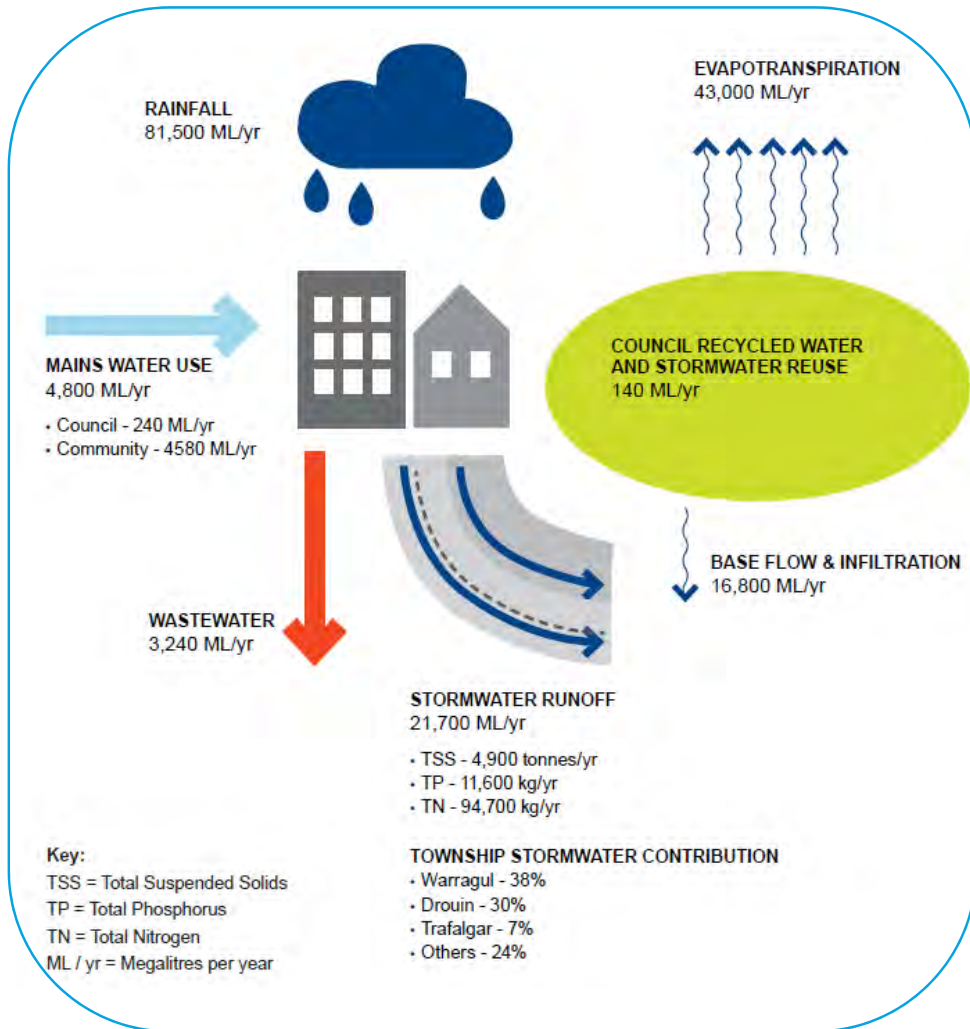 RAINFALL
81,500 ML/yr
EVAPOTRANSPIRATION
43,000 ML/yr
MAINS WATER USE
4,800 ML/yr
• Council - 240 ML/yr
• Community - 4580 ML/yr
COUNCIL RECYCLED WATER
AND STORMWATER REUSE
140 ML/yr
BASE FLOW & INFILTRATION
16,800 ML/yr
WASTEWATER
3,240 ML/yr
STORMWATER RUNOFF
21,700 ML/yr
• TSS - 4,900 tonnes/yr
• TP - 11,600 kg/yr
• TN - 94,700 kg/yr
Key:
TSS = Total Suspended Solids
TP = Total Phosphorus
TN = Total Nitrogen
ML / yr = Megalitres per year
TOWNSHIP STORMWATER CONTRIBUTION
• Warragul - 38%
• Drouin - 30%
• Trafalgar - 7%
• Others - 24%